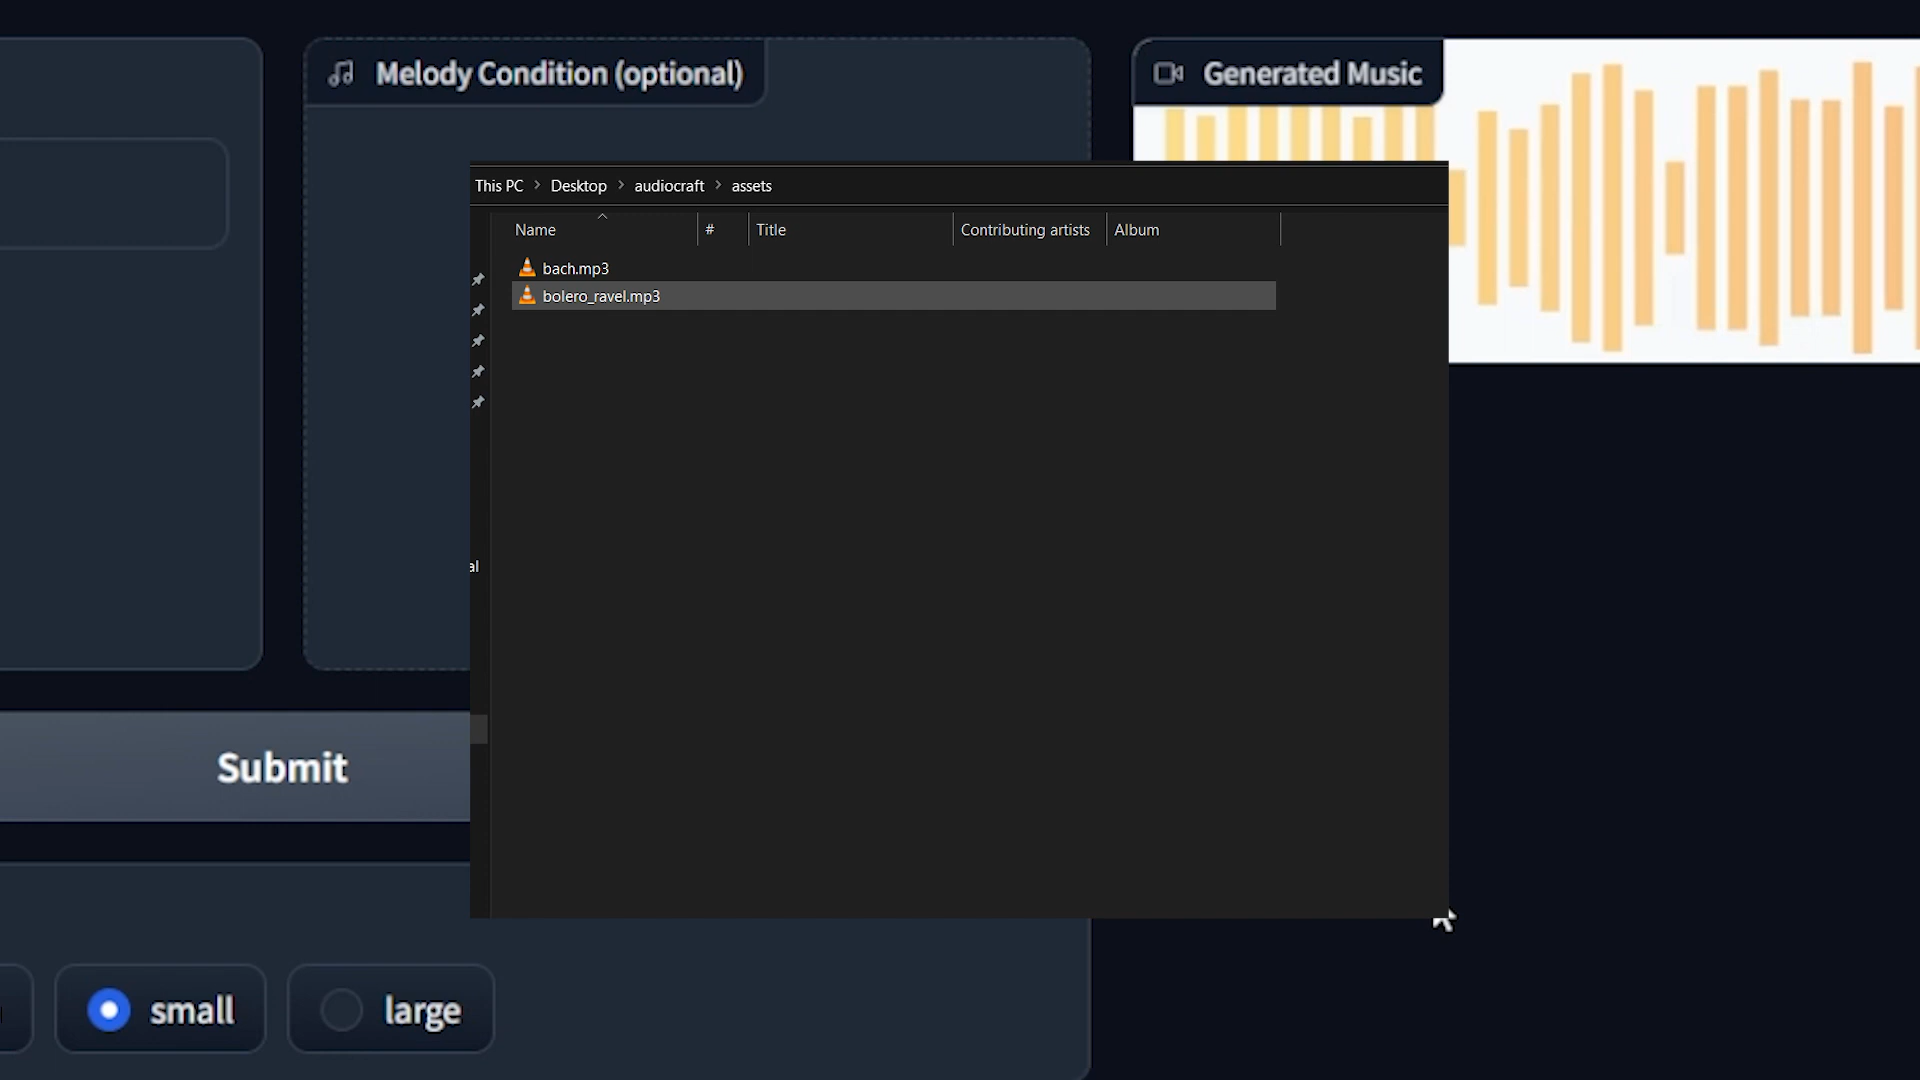 Melody Condition (optional)
Generated Music
This PC > Desktop > audiocraft > assets
Name # Title Contributing artists Album
bach.mp3
bolero_ravel.mp3
al
Submit
small
large